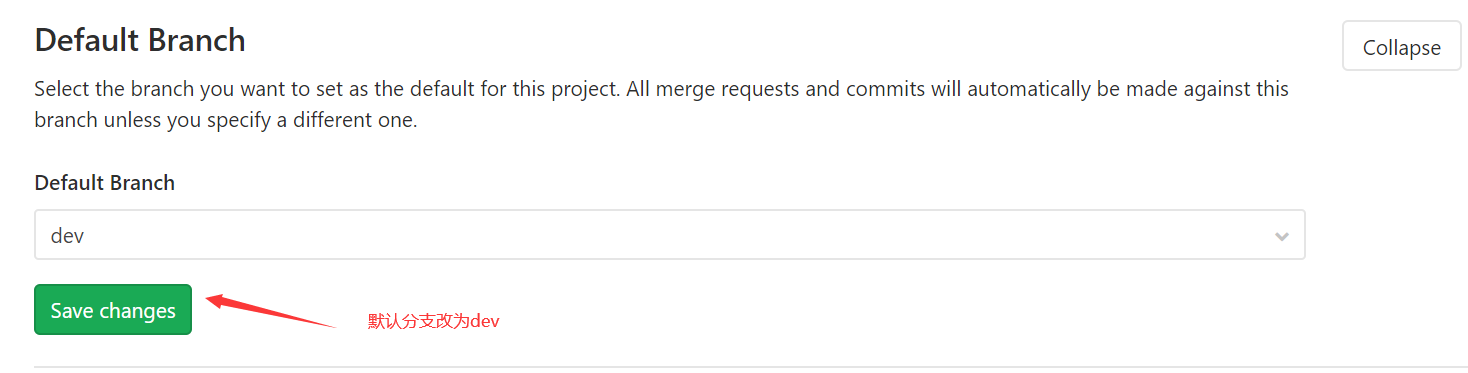 Default Branch
Collapse
Select the branch you want to set as the default for this project. All merge requests and commits will automatically be made against this
branch unless you specify a different one.
Default Branch
dev
Save changes
默认分支改为dev